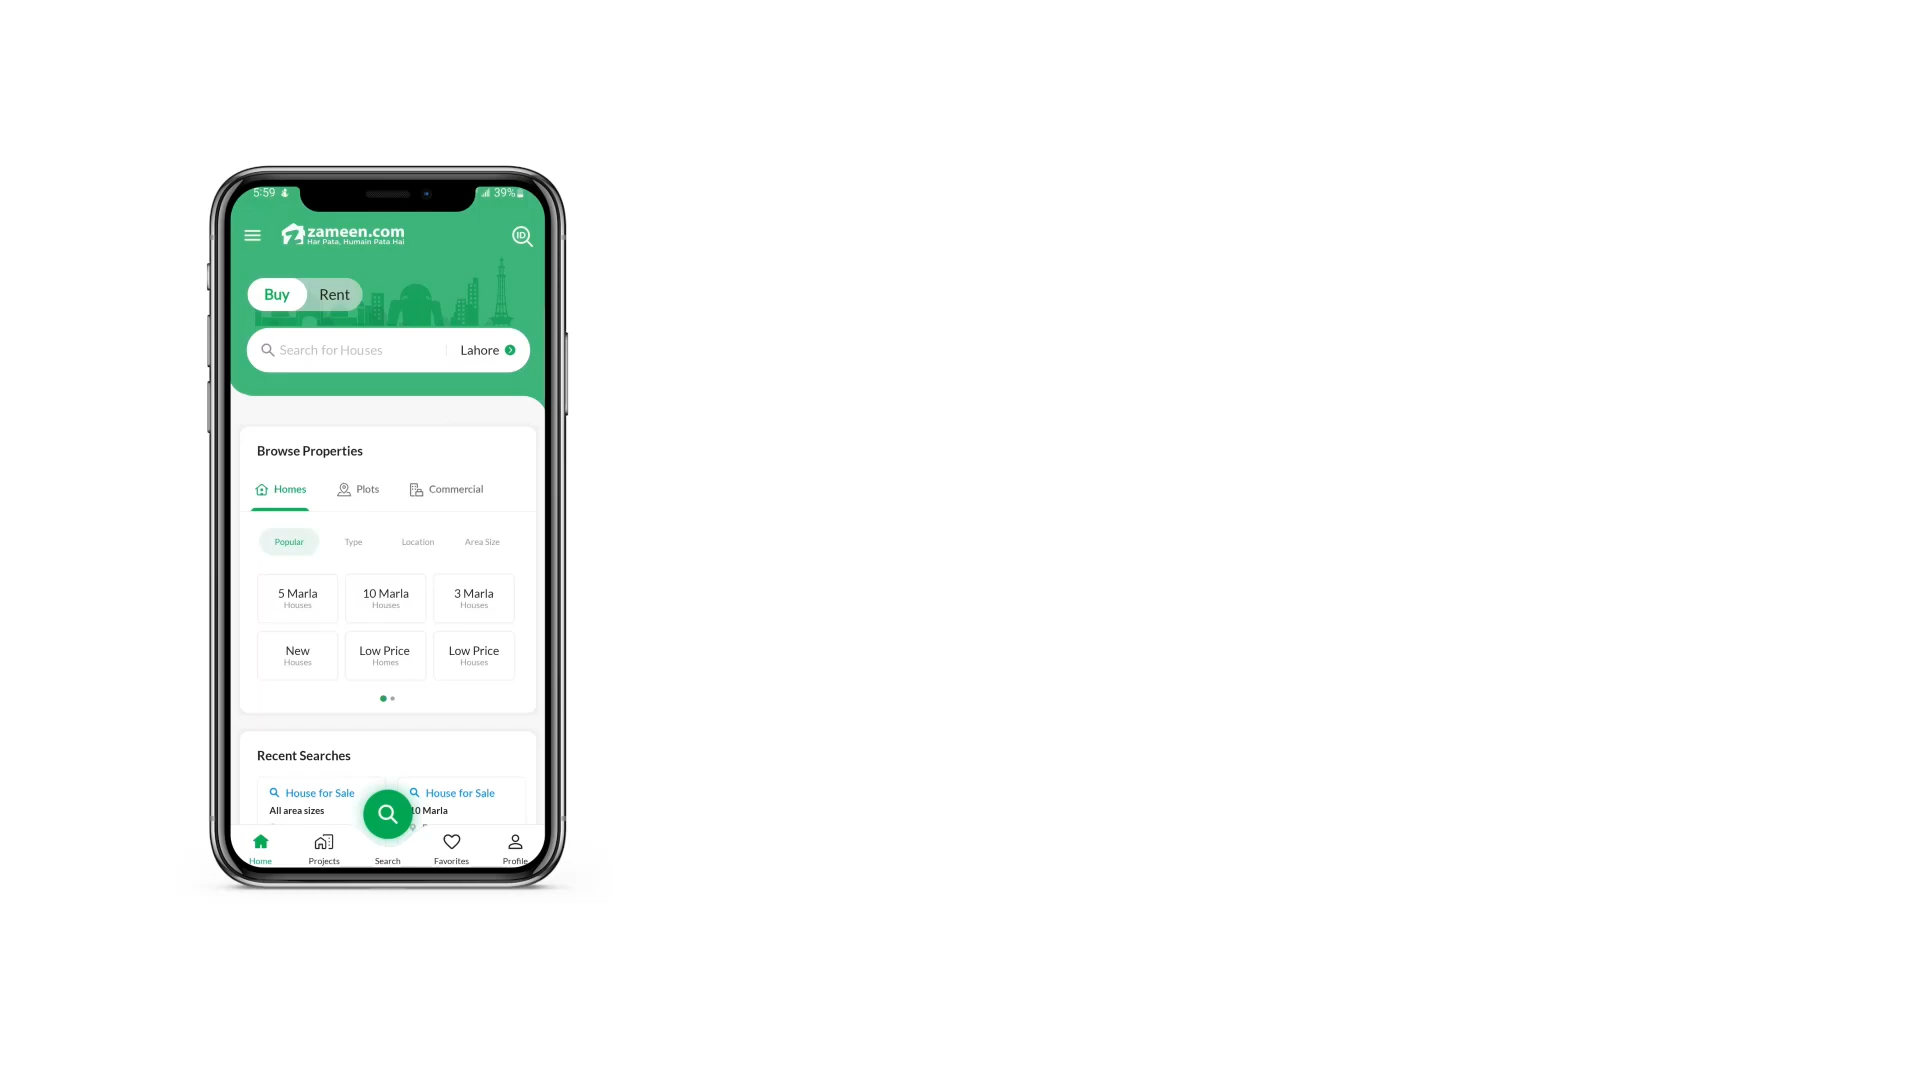 5:59
39%
zameen.com
Har Pata, Humain Pata Hai
ID
Buy
Rent
Search for Houses
Lahore
Browse Properties
Homes
Plots
Commercial
Popular
Type
Location
Area Size
5 Marla
Houses
10 Marla
Houses
3 Marla
Houses
New
Houses
Low Price
Homes
Low Price
Houses
Recent Searches
House for Sale
All area sizes
House for Sale
10 Marla
Home
Projects
Search
Favorites
Profile